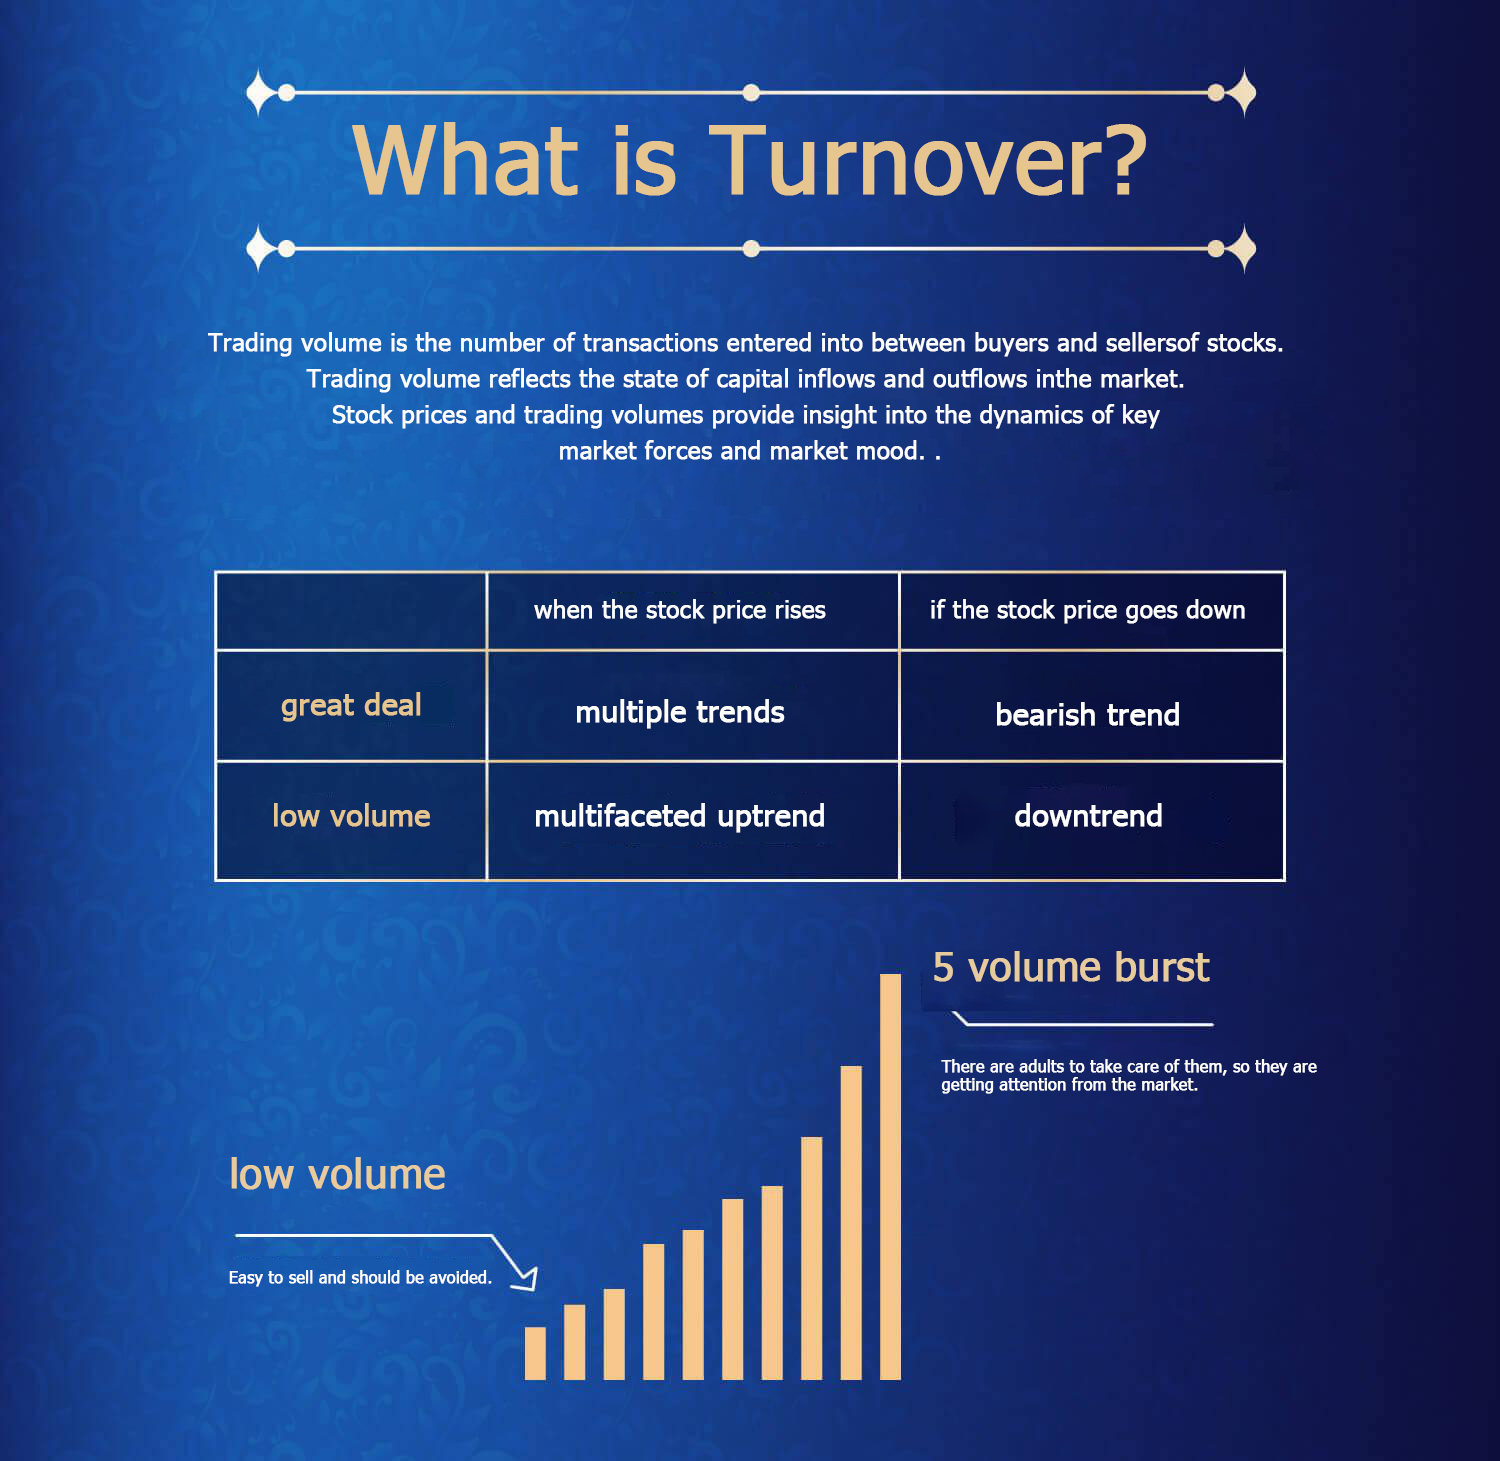 What is Turnover?
Trading volume is the number of transactions entered into between buyers and sellersof stocks.
Trading volume reflects the state of capital inflows and outflows inthe market.
Stock prices and trading volumes provide insight into the dynamics of key
market forces and market mood. .
when the stock price rises
if the stock price goes down
great deal
multiple trends
bearish trend
low volume
multifaceted uptrend
downtrend
5 volume burst
There are adults to take care of them, so they are
getting attention from the market.
low volume
Easy to sell and should be avoided.